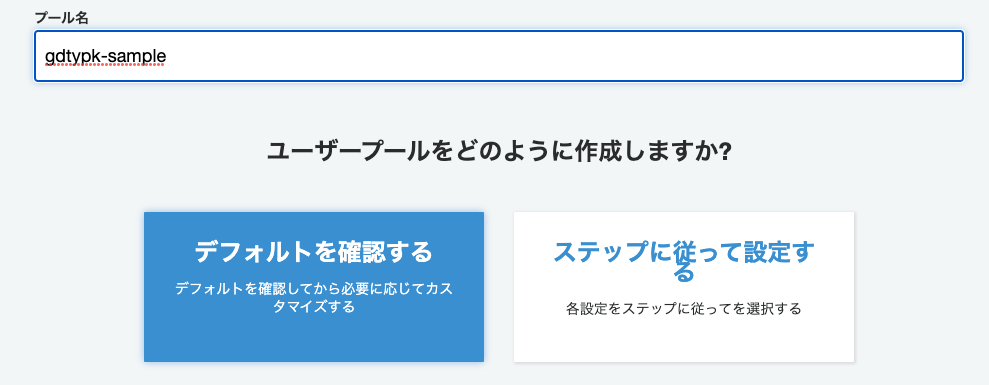 プール名
gdtypk-sample
ユーザープールをどのように作成しますか?
デフォルトを確認する
デフォルトを確認してから必要に応じてカス
タマイズする
ステップに従って設定す
る
各設定をステップに従ってを選択する